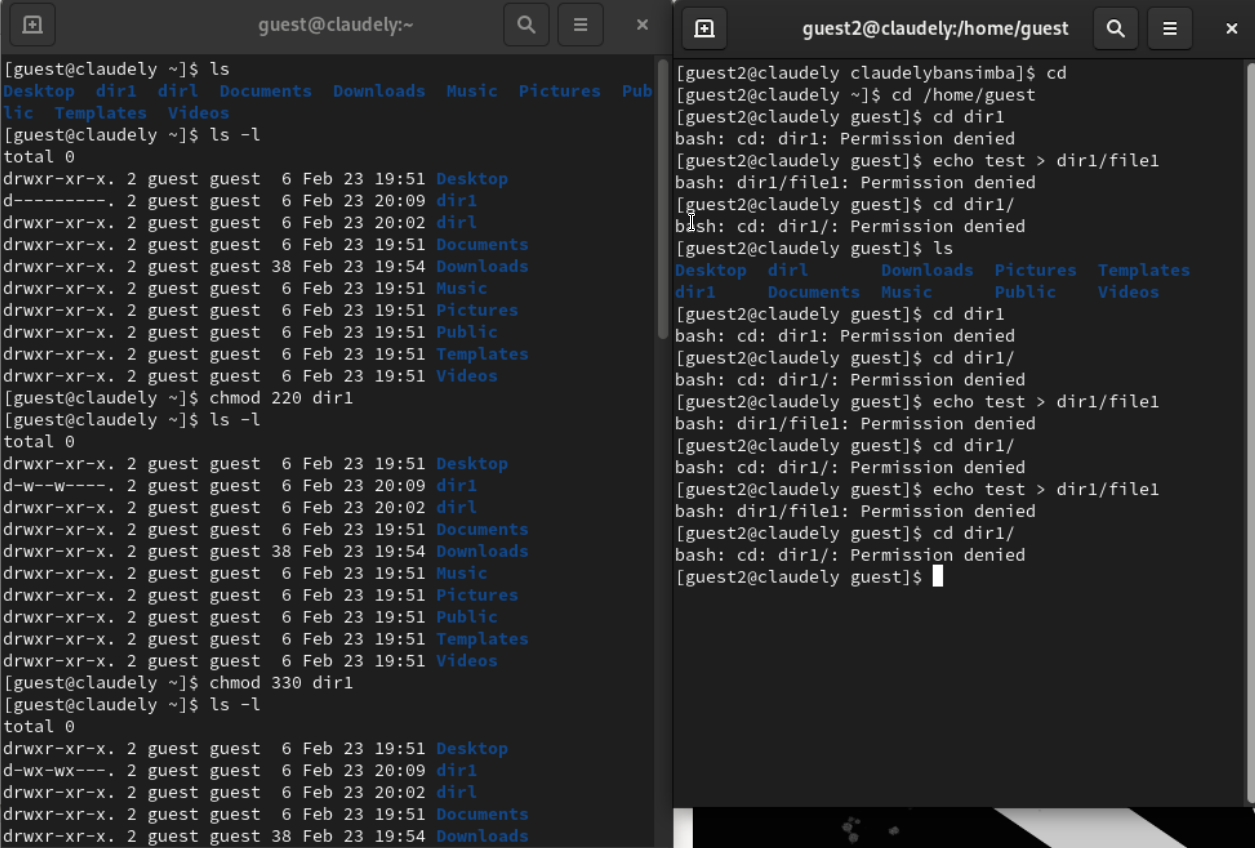 guest@claudely:~
[guest@claudely ~]$ ls
Desktop  dir1  dirl  Documents  Downloads  Music  Pictures  Pub
lic  Templates  Videos
[guest@claudely ~]$ ls -l
total 0
drwxr-xr-x. 2 guest guest  6 Feb 23 19:51 Desktop
d---------. 2 guest guest  6 Feb 23 20:09 dir1
drwxr-xr-x. 2 guest guest  6 Feb 23 20:02 dirl
drwxr-xr-x. 2 guest guest  6 Feb 23 19:51 Documents
drwxr-xr-x. 2 guest guest 38 Feb 23 19:54 Downloads
drwxr-xr-x. 2 guest guest  6 Feb 23 19:51 Music
drwxr-xr-x. 2 guest guest  6 Feb 23 19:51 Pictures
drwxr-xr-x. 2 guest guest  6 Feb 23 19:51 Public
drwxr-xr-x. 2 guest guest  6 Feb 23 19:51 Templates
drwxr-xr-x. 2 guest guest  6 Feb 23 19:51 Videos
[guest@claudely ~]$ chmod 220 dir1
[guest@claudely ~]$ ls -l
total 0
drwxr-xr-x. 2 guest guest  6 Feb 23 19:51 Desktop
d-w--w----. 2 guest guest  6 Feb 23 20:09 dir1
drwxr-xr-x. 2 guest guest  6 Feb 23 20:02 dirl
drwxr-xr-x. 2 guest guest  6 Feb 23 19:51 Documents
drwxr-xr-x. 2 guest guest 38 Feb 23 19:54 Downloads
drwxr-xr-x. 2 guest guest  6 Feb 23 19:51 Music
drwxr-xr-x. 2 guest guest  6 Feb 23 19:51 Pictures
drwxr-xr-x. 2 guest guest  6 Feb 23 19:51 Public
drwxr-xr-x. 2 guest guest  6 Feb 23 19:51 Templates
drwxr-xr-x. 2 guest guest  6 Feb 23 19:51 Videos
[guest@claudely ~]$ chmod 330 dir1
[guest@claudely ~]$ ls -l
total 0
drwxr-xr-x. 2 guest guest  6 Feb 23 19:51 Desktop
d-wx-wx---. 2 guest guest  6 Feb 23 20:09 dir1
drwxr-xr-x. 2 guest guest  6 Feb 23 20:02 dirl
drwxr-xr-x. 2 guest guest  6 Feb 23 19:51 Documents
drwxr-xr-x. 2 guest guest 38 Feb 23 19:54 Downloads
guest2@claudely:/home/guest
[guest2@claudely claudelybansimba]$ cd
[guest2@claudely ~]$ cd /home/guest
[guest2@claudely guest]$ cd dir1
bash: cd: dir1: Permission denied
[guest2@claudely guest]$ echo test > dir1/file1
bash: dir1/file1: Permission denied
[guest2@claudely guest]$ cd dir1/
bash: cd: dir1/: Permission denied
[guest2@claudely guest]$ ls
Desktop  dirl       Downloads  Pictures  Templates
dir1     Documents  Music      Public    Videos
[guest2@claudely guest]$ cd dir1
bash: cd: dir1: Permission denied
[guest2@claudely guest]$ cd dir1/
bash: cd: dir1/: Permission denied
[guest2@claudely guest]$ echo test > dir1/file1
bash: dir1/file1: Permission denied
[guest2@claudely guest]$ cd dir1/
bash: cd: dir1/: Permission denied
[guest2@claudely guest]$ echo test > dir1/file1
bash: dir1/file1: Permission denied
[guest2@claudely guest]$ cd dir1/
bash: cd: dir1/: Permission denied
[guest2@claudely guest]$